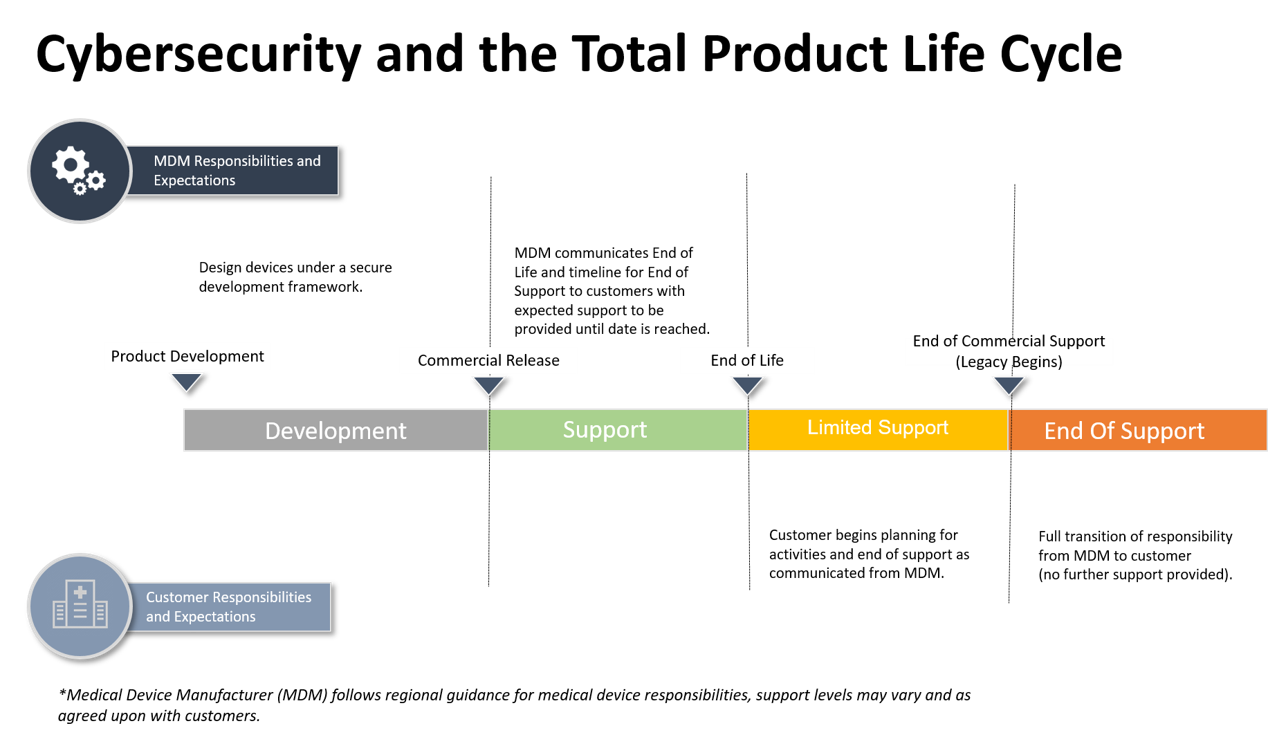 Cybersecurity and the Total Product Life Cycle
MDM Responsibilities and
Expectations
Design devices under a secure
development framework.
MDM communicates End of
Life and timeline for End of
Support to customers with
expected support to be
provided until date is reached.
Product Development
Commercial Release
End of Life
End of Commercial Support
(Legacy Begins)
Development
Support
Limited Support
End Of Support
Customer begins planning for
activities and end of support as
communicated from MDM.
Full transition of responsibility
from MDM to customer
(no further support provided).
Customer Responsibilities
and Expectations
*Medical Device Manufacturer (MDM) follows regional guidance for medical device responsibilities, support levels may vary and as
agreed upon with customers.